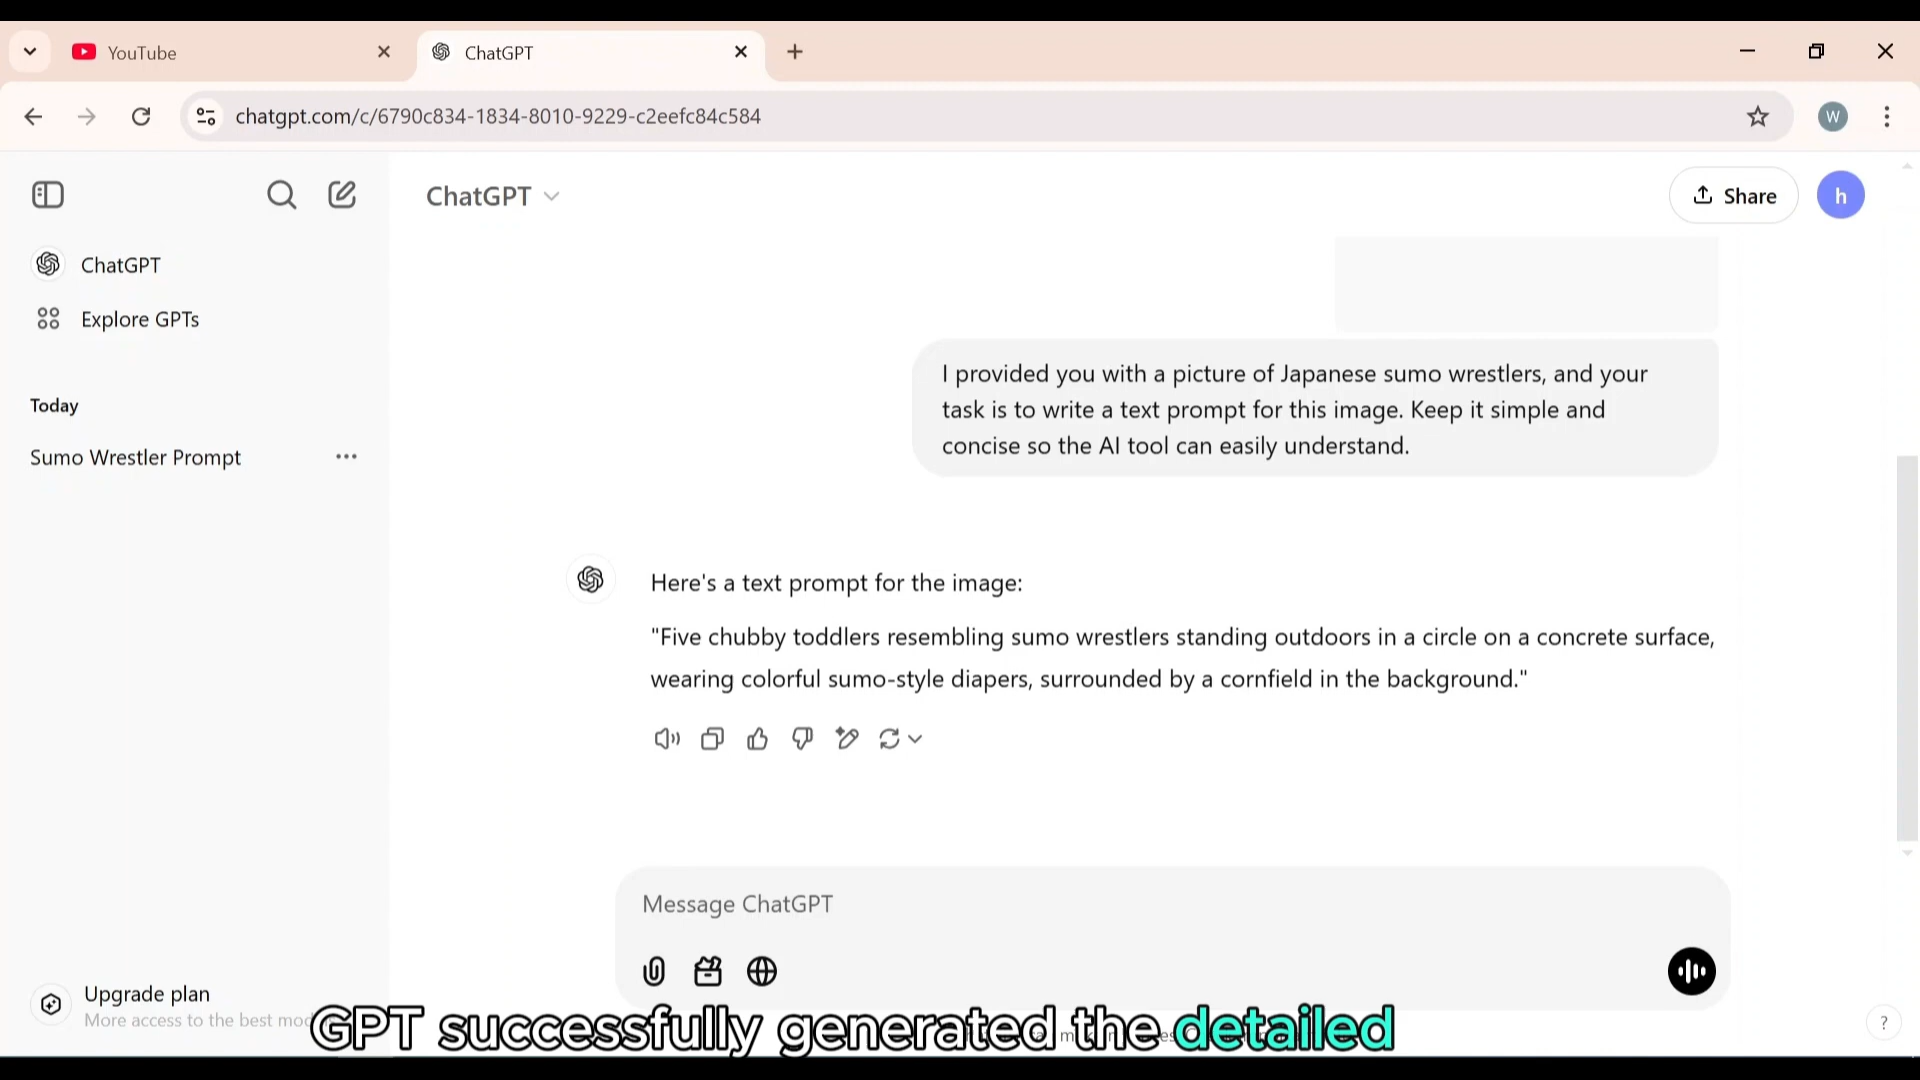 YouTube
ChatGPT
chatgpt.com/c/6790c834-1834-8010-9229-c2eefc84c584
W
ChatGPT
Share
h
ChatGPT
Explore GPTs
Today
Sumo Wrestler Prompt
I provided you with a picture of Japanese sumo wrestlers, and your
task is to write a text prompt for this image. Keep it simple and
concise so the AI tool can easily understand.
Here's a text prompt for the image:
"Five chubby toddlers resembling sumo wrestlers standing outdoors in a circle on a concrete surface,
wearing colorful sumo-style diapers, surrounded by a cornfield in the background."
Message ChatGPT
Upgrade plan
More access to the best
GPT successfully generated the detailed
?